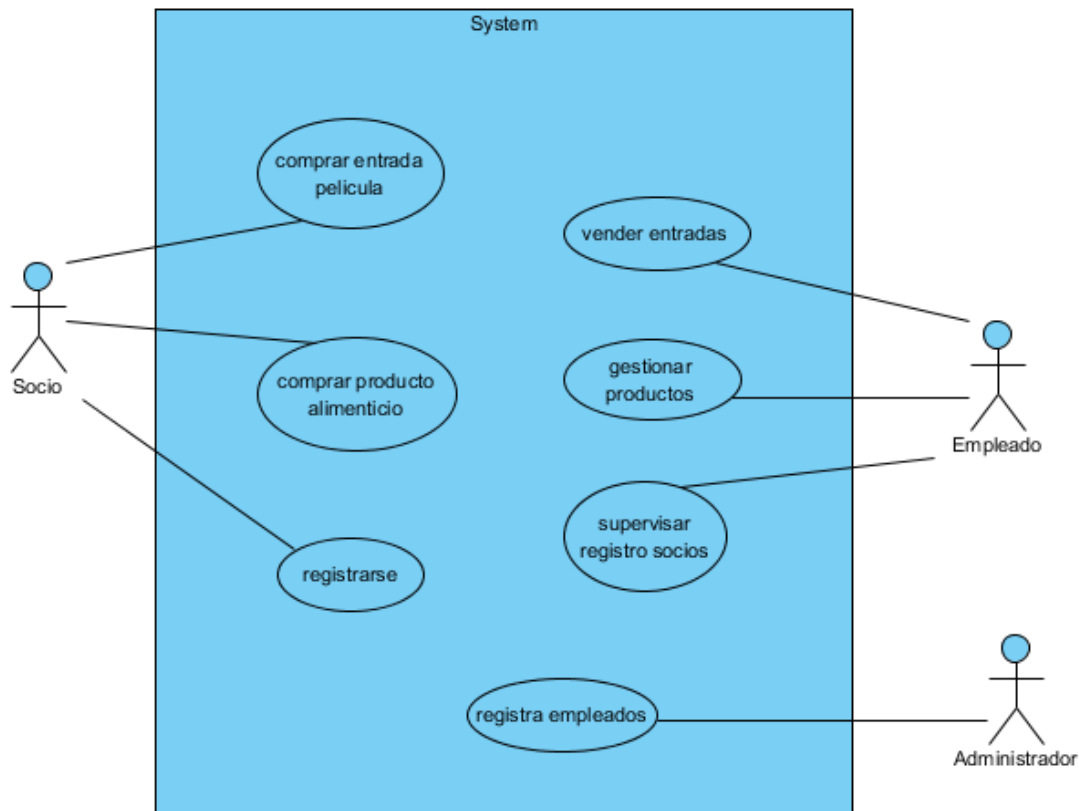 System
comprar entrada
pelicula
vender entradas
Socio
comprar producto
alimenticio
gestionar
productos
Empleado
supervisar
registro socios
registrarse
registra empleados
Administrador